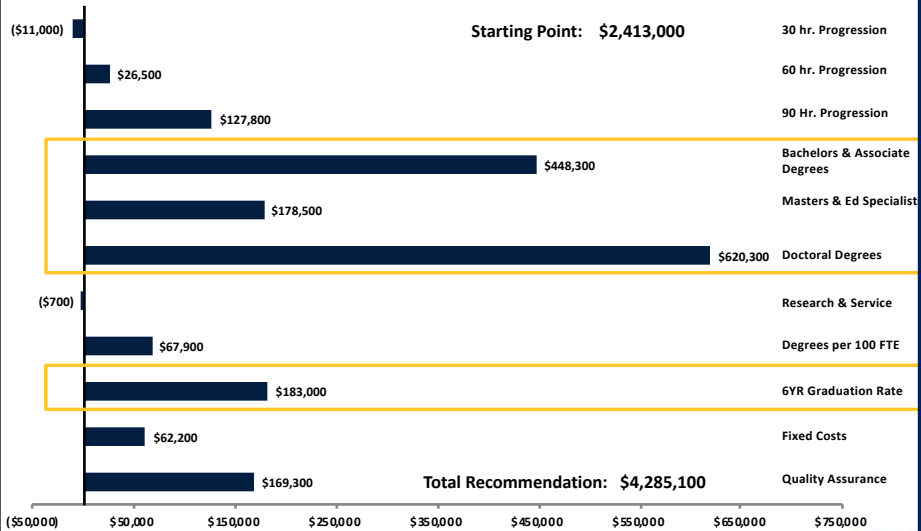 ($11,000)
Starting Point: $2,413,000
30 hr. Progression
$26,500
60 hr. Progression
$127,800
90 Hr. Progression
$448,300
Bachelors & Associate
Degrees
$178,500
Masters & Ed Specialist
$620,300
Doctoral Degrees
($700)
Research & Service
$67,900
Degrees per 100 FTE
$183,000
6YR Graduation Rate
$62,200
Fixed Costs
$169,300
Total Recommendation: $4,285,100
Quality Assurance
($50,000) $50,000 $150,000 $250,000 $350,000 $450,000 $550,000 $650,000 $750,000